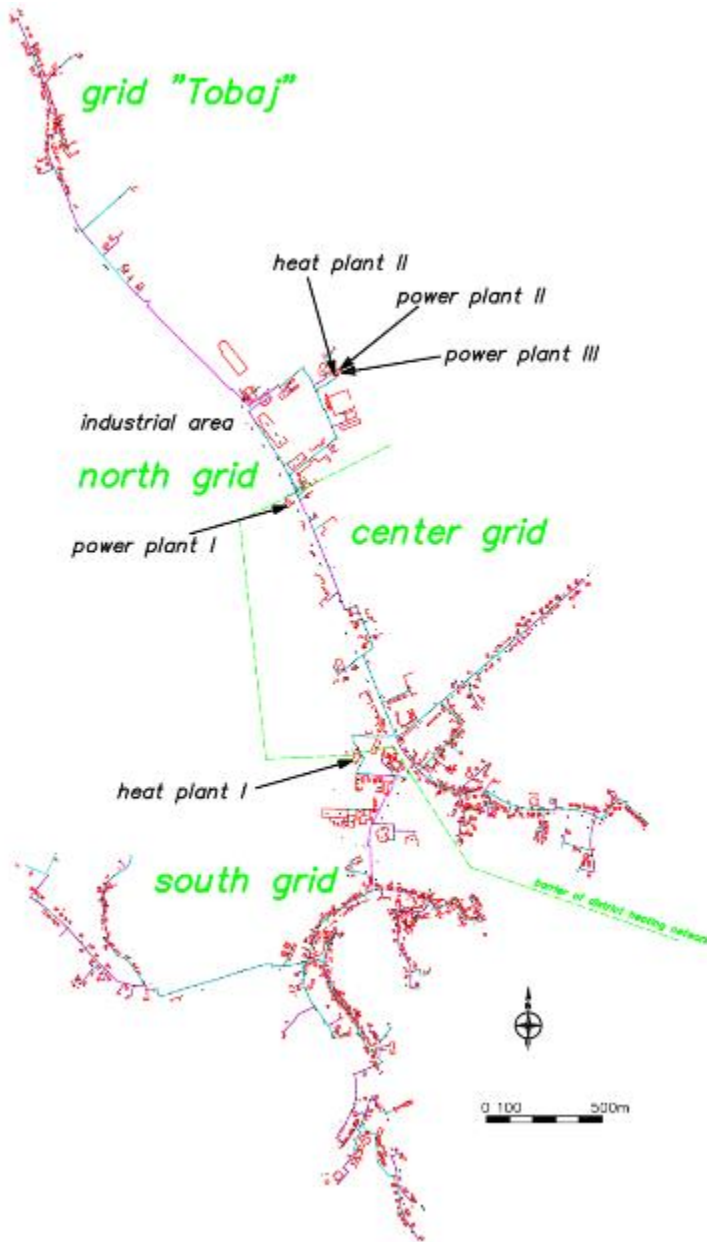 grid "Tobaj"
heat plant II
power plant II
power plant III
industrial area
north grid
power plant I
center grid
heat plant I
south grid
barrier of district heating network
0 100 500m